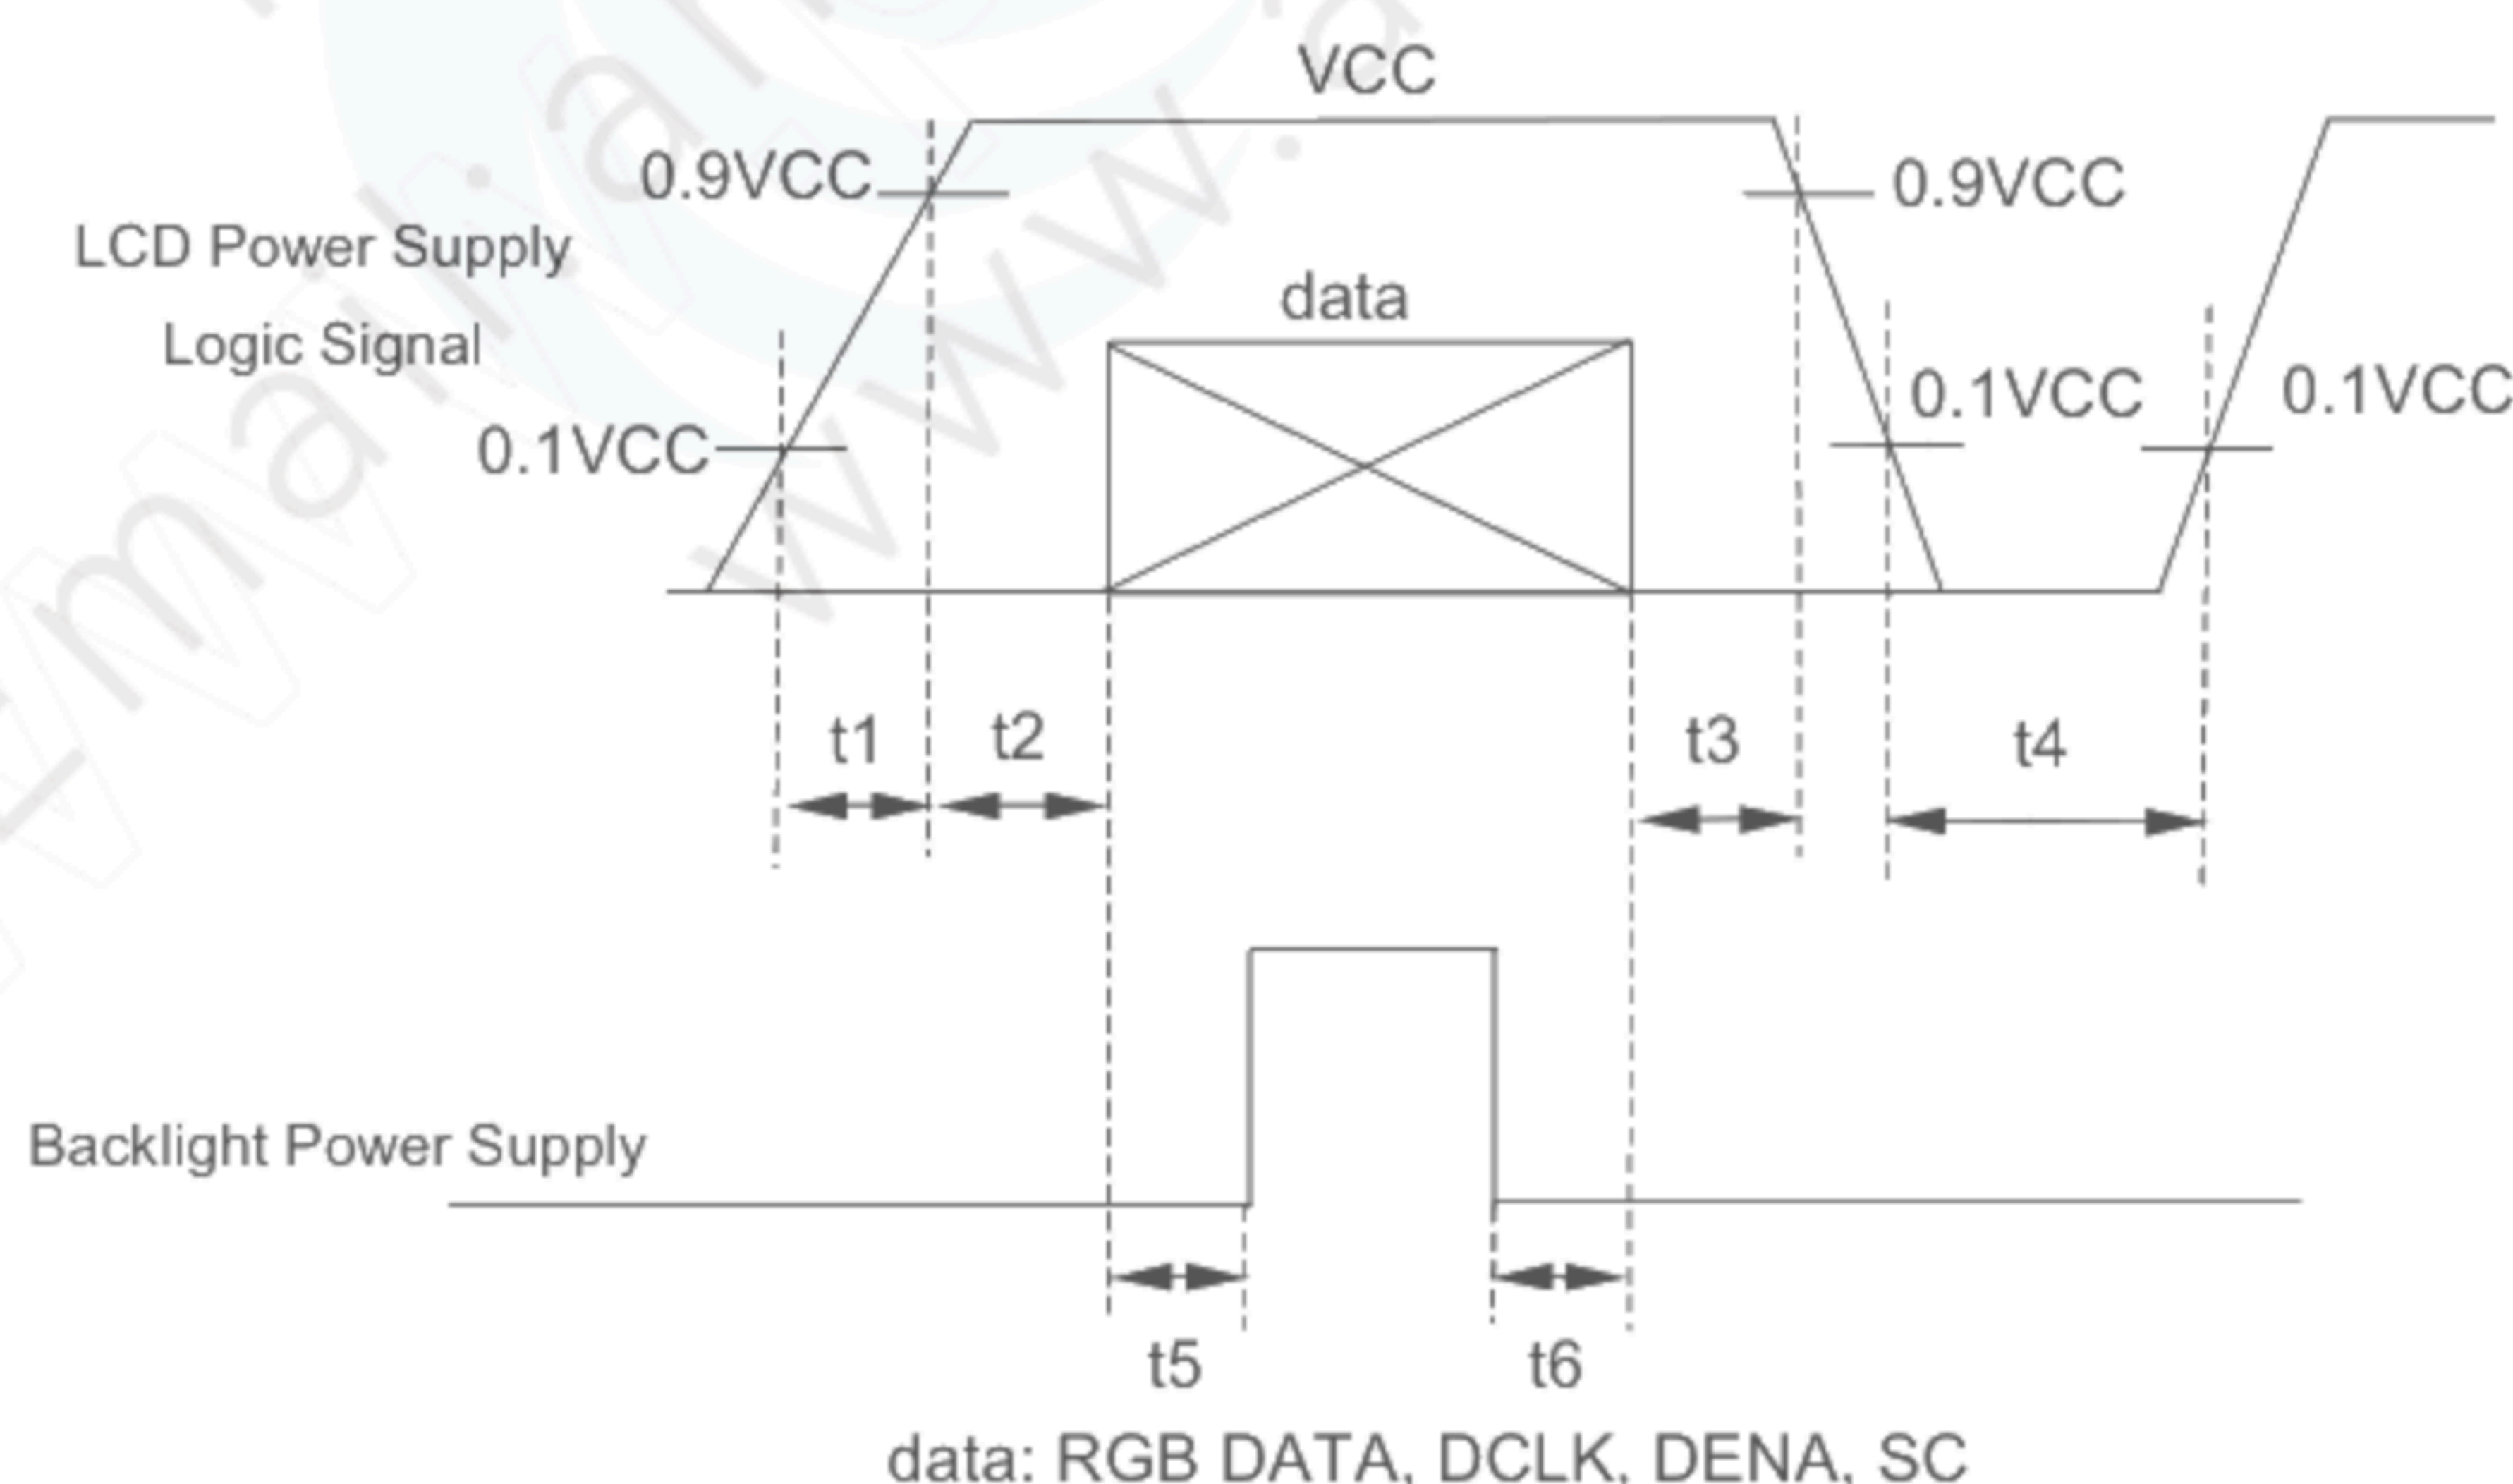 VCC
0.9VCC
0.9VCC
LCD Power Supply
data
Logic Signal
0.1VCC
0.1VCC
0.1VCC
t1
t2
t3
t4
Backlight Power Supply
t5
t6
data: RGB DATA, DCLK, DENA, SC